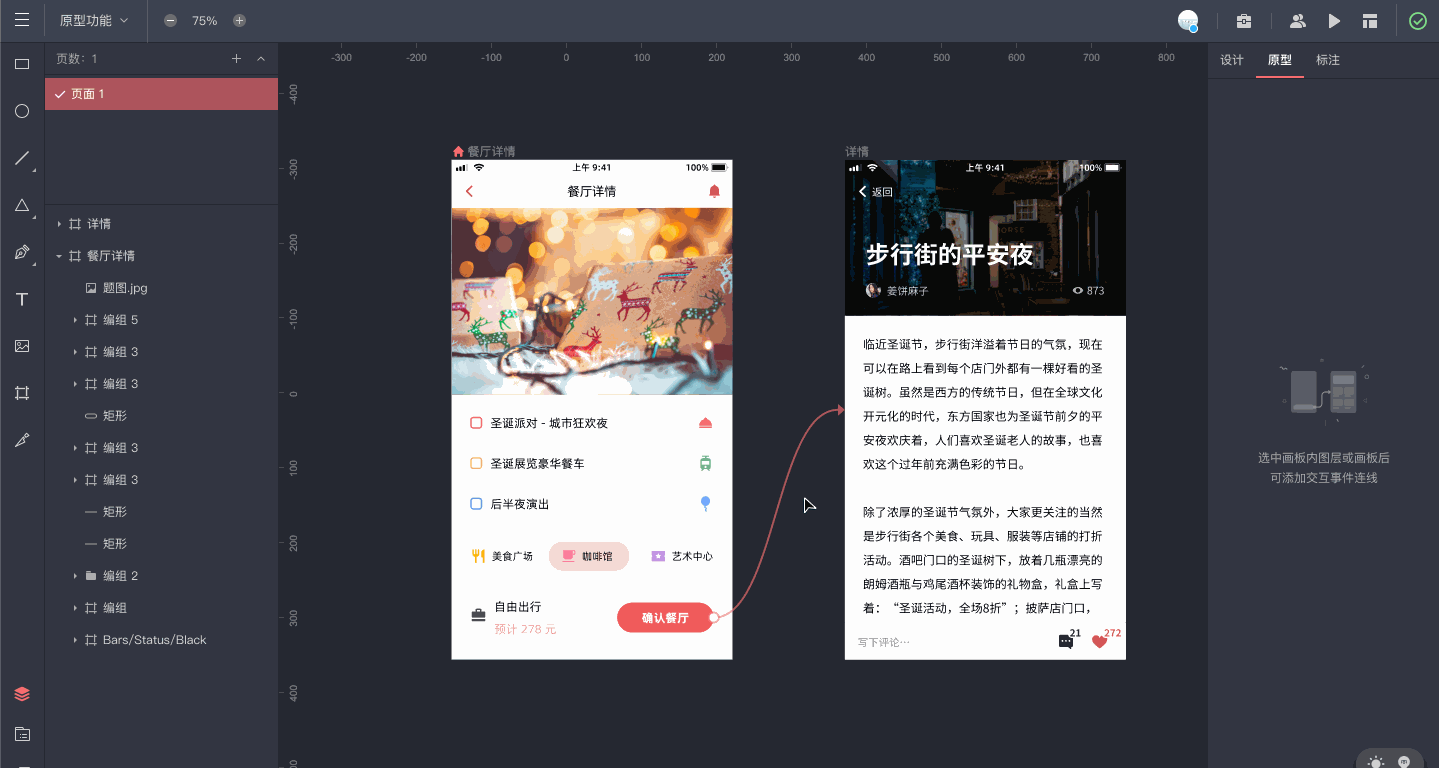 原型功能
75%
页数：1
页面 1
详情
餐厅详情
题图.jpg
编组 5
编组 3
编组 3
矩形
编组 3
编组 3
矩形
矩形
编组 2
编组
Bars/Status/Black
-300
-200
-100
0
100
200
300
400
500
600
700
800
-400
-300
-200
-100
0
100
200
300
400
餐厅详情
上午 9:41
100%
餐厅详情
圣诞派对 - 城市狂欢夜
圣诞展览豪华餐车
后半夜演出
美食广场
咖啡馆
艺术中心
自由出行
预计 278 元
确认餐厅
详情
上午 9:41
100%
返回
步行街的平安夜
姜饼麻子
873
临近圣诞节，步行街洋溢着节日的气氛，现在
可以在路上看到每个店门外都有一棵好看的圣
诞树。虽然是西方的传统节日，但在全球文化
开元化的时代，东方国家也为圣诞节前夕的平
安夜欢庆着，人们喜欢圣诞老人的故事，也喜
欢这个过年前充满色彩的节日。
除了浓厚的圣诞节气氛外，大家更关注的当然
是步行街各个美食、玩具、服装等店铺的打折
活动。酒吧门口的圣诞树下，放着几瓶漂亮的
朗姆酒瓶与鸡尾酒杯装饰的礼物盒，礼盒上写
着：“圣诞活动，全场8折”；披萨店门口，
写下评论…
21
272
设计
原型
标注
选中画板内图层或画板后
可添加交互事件连线